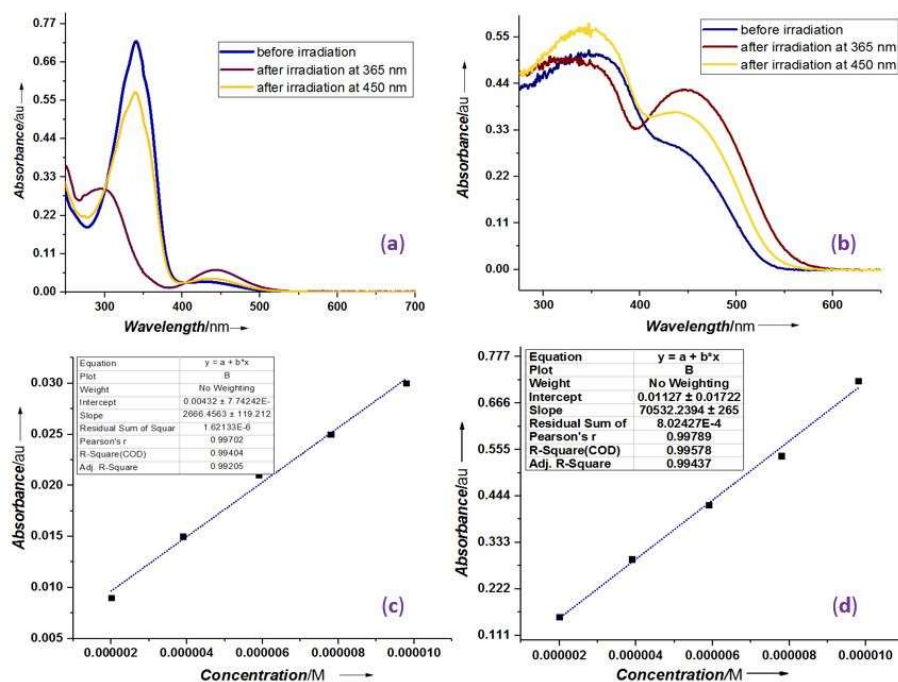 0.77
0.66
0.55
0.44
0.33
0.22
0.11
0.00
Absorbance/au
before irradiation
after irradiation at 365 nm
after irradiation at 450 nm
(a)
300 400 500 600 700
Wavelength/nm
0.55
0.44
0.33
0.22
0.11
0.00
Absorbance/au
before irradiation
after irradiation at 365 nm
after irradiation at 450 nm
(b)
300 400 500 600
Wavelength/nm
0.030
0.025
0.020
0.015
0.010
0.005
Absorbance/au
Equation y = a + b*x
Plot B
Weight No Weighting
Intercept 0.00432 ± 7.74242E-
Slope 2666.4563 ± 119.212
Residual Sum of Squar 1.62133E-6
Pearson's r 0.99702
R-Square(COD) 0.99404
Adj. R-Square 0.99205
(c)
0.000002 0.000004 0.000006 0.000008 0.000010
Concentration/M
0.777
0.666
0.555
0.444
0.333
0.222
0.111
Absorbance/au
Equation y = a + b*x
Plot B
Weight No Weighting
Intercept 0.01127 ± 0.01722
Slope 70532.2394 ± 265
Residual Sum of 8.02427E-4
Pearson's r 0.99789
R-Square(COD) 0.99578
Adj. R-Square 0.99437
(d)
0.000002 0.000004 0.000006 0.000008 0.000010
Concentration/M